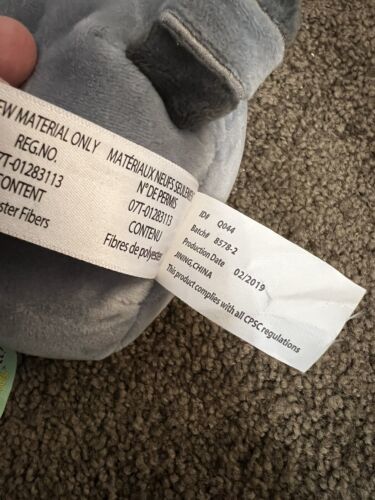 NEW MATERIAL ONLY
REG.NO.
07T-01283113
CONTENT
ster Fibers
MATÉRIAUX NEUFS SEULEMEN
N° DE PERMIS
07T-01283113
CONTENU
Fibres de polyester
ID# Q044
Batch# 8578-2
Production Date 02/2019
JINING,CHINA
This product complies with all CPSC regulations